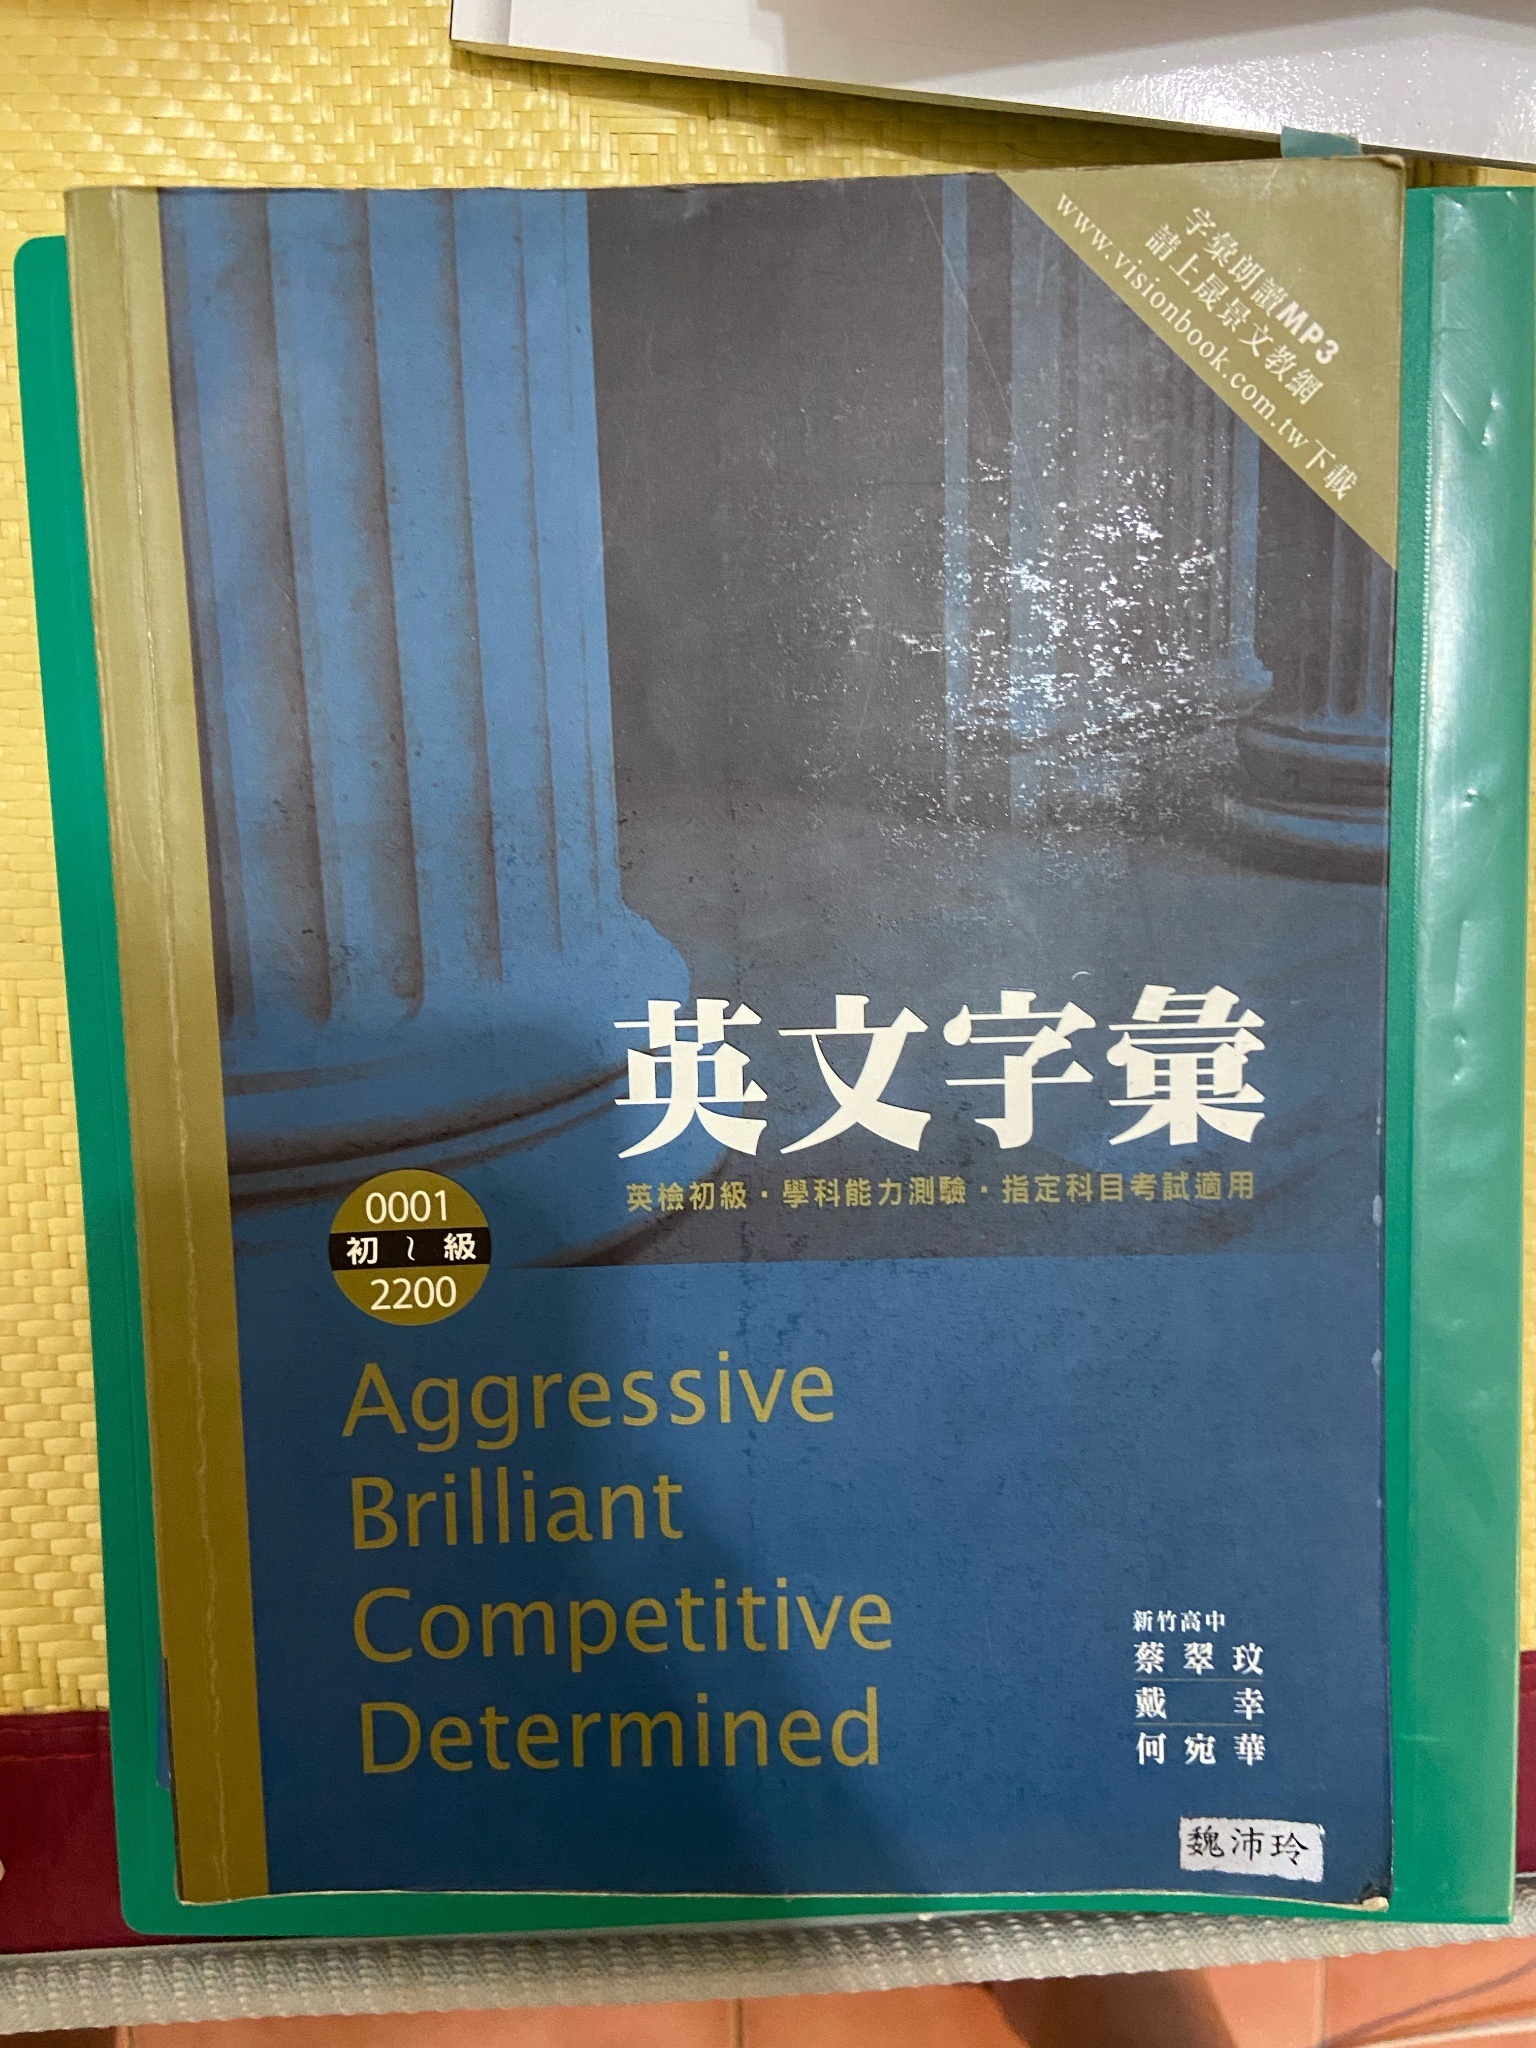 字彙朗讀MP3
請上晟景文教網
www.visionbook.com.tw下載
英文字彙
英檢初級・學科能力測驗・指定科目考試適用
0001
初～級
2200
Aggressive
Brilliant
Competitive
Determined
新竹高中
蔡翠玟
戴幸
何宛華
魏沛玲